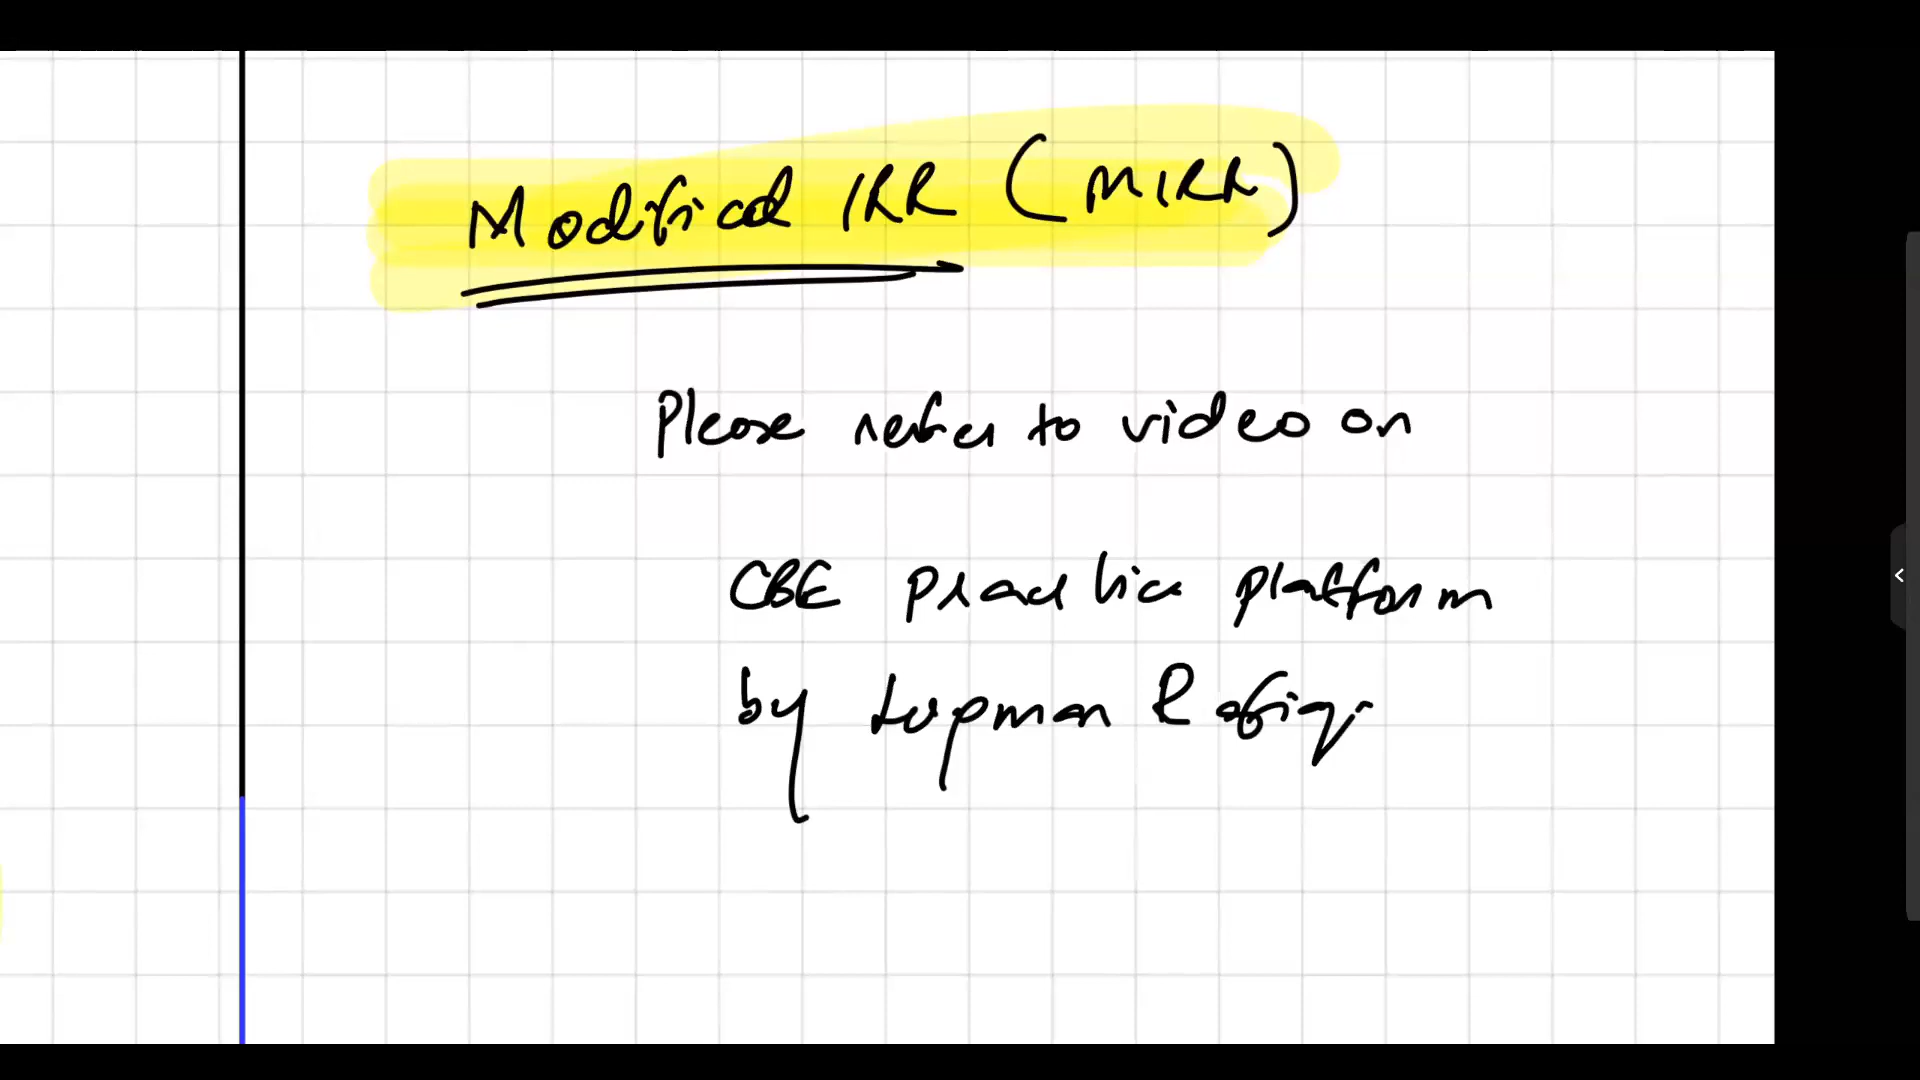 Modified IRR (MIRR)
Please refer to video on
CBE practice platform
by Luqman Rafiq